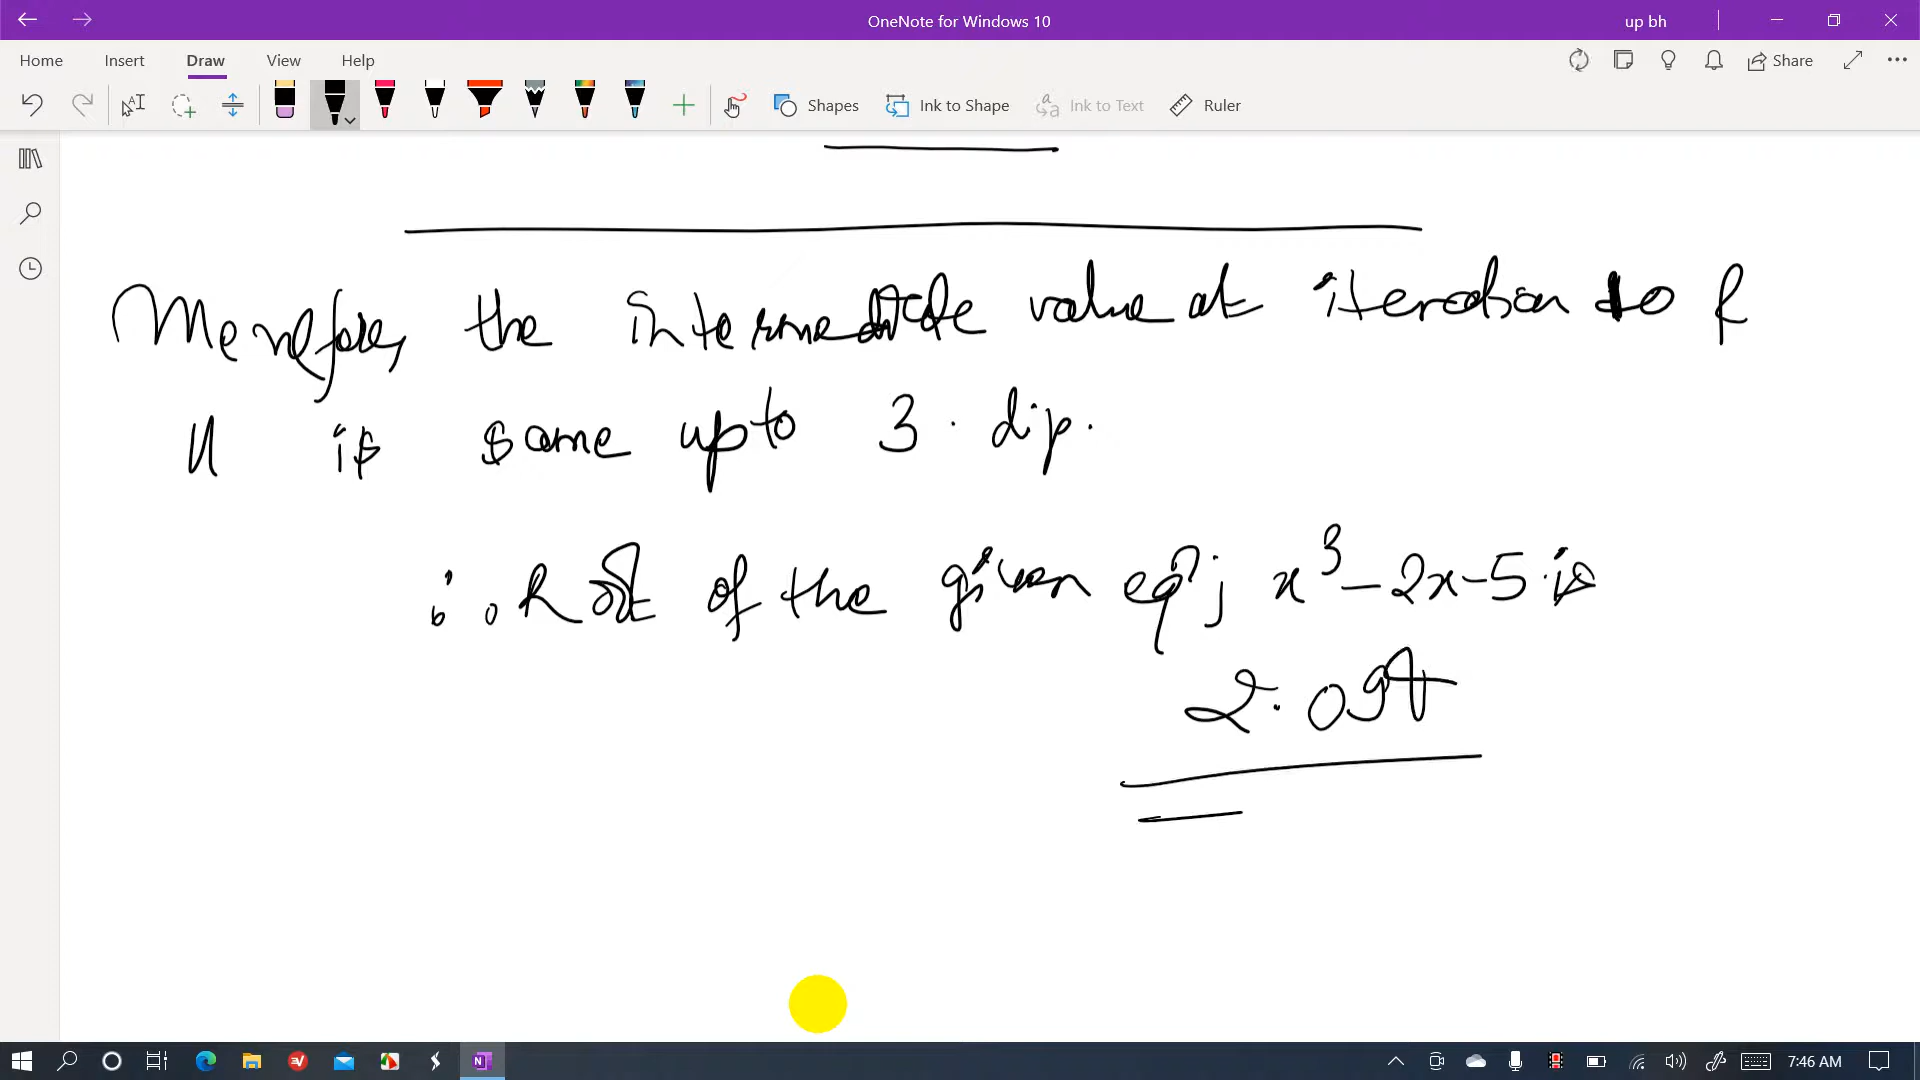 OneNote for Windows 10
up bh
Home Insert Draw View Help
Share
Shapes Ink to Shape Ink to Text Ruler
Therefore, the intermediate value at iteration 10 &
11 is same upto 3. d.p.
∴ Root of the given eqn; x³-2x-5 is
2.094
7:46 AM